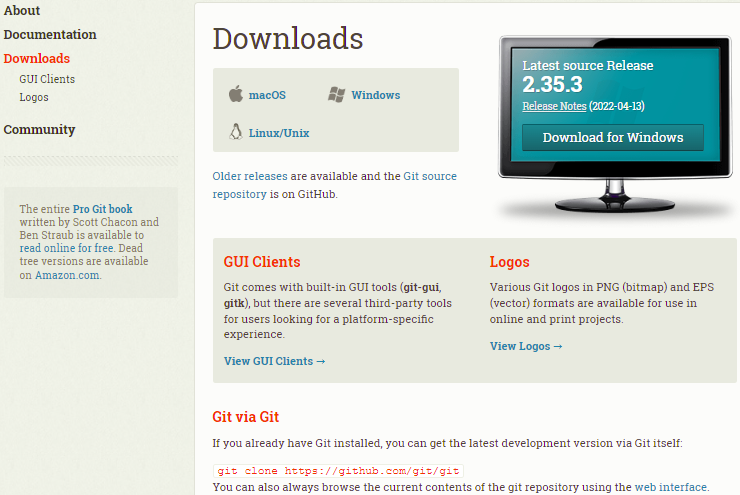 About
Documentation
Downloads
GUI Clients
Logos
Community
The entire Pro Git book
written by Scott Chacon and
Ben Straub is available to
read online for free. Dead
tree versions are available
on Amazon.com.
Downloads
macOS
Windows
Linux/Unix
Older releases are available and the Git source
repository is on GitHub.
Latest source Release
2.35.3
Release Notes (2022-04-13)
Download for Windows
GUI Clients
Git comes with built-in GUI tools (git-gui,
gitk), but there are several third-party tools
for users looking for a platform-specific
experience.
View GUI Clients →
Logos
Various Git logos in PNG (bitmap) and EPS
(vector) formats are available for use in
online and print projects.
View Logos →
Git via Git
If you already have Git installed, you can get the latest development version via Git itself:
git clone https://github.com/git/git
You can also always browse the current contents of the git repository using the web interface.